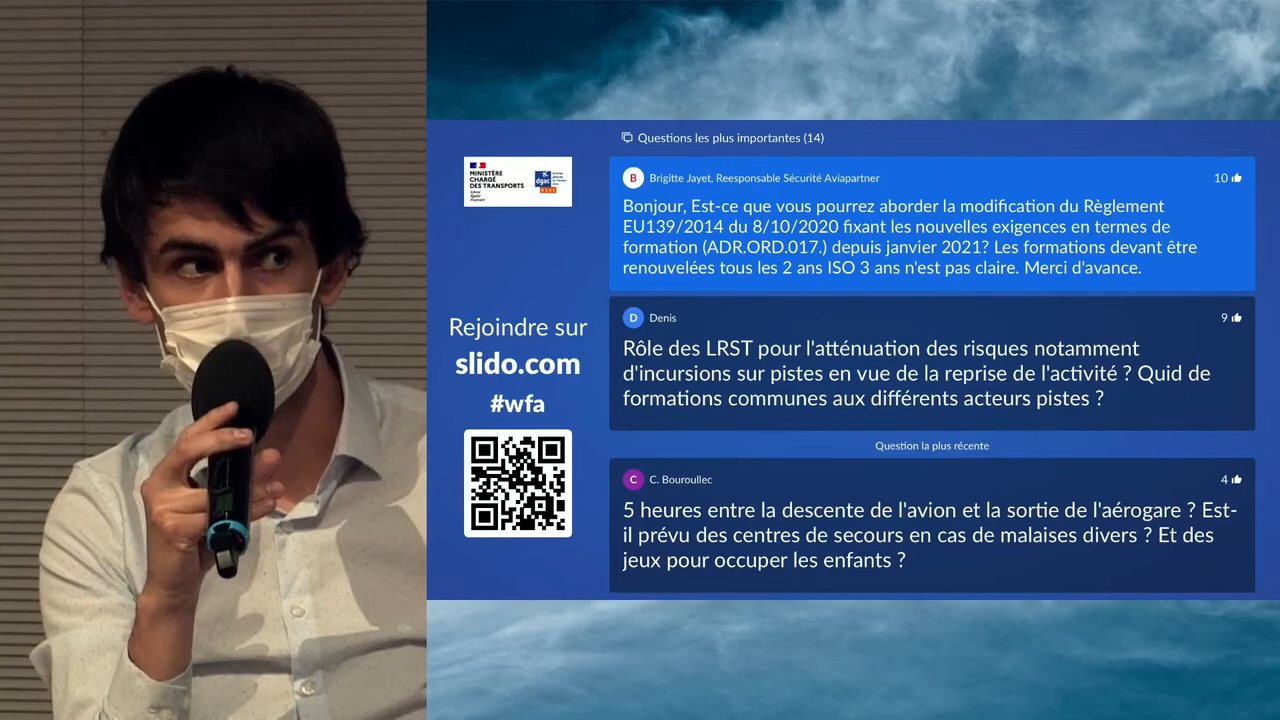 Questions les plus importantes (14)
MINISTÈRE
CHARGÉ
DES TRANSPORTS
Liberté
Égalité
Fraternité
dgac
B Brigitte Jayet, Reesponsable Sécurité Aviapartner 10
Bonjour, Est-ce que vous pourrez aborder la modification du Règlement
EU139/2014 du 8/10/2020 fixant les nouvelles exigences en termes de
formation (ADR.ORD.017.) depuis janvier 2021? Les formations devant être
renouvelées tous les 2 ans ISO 3 ans n'est pas claire. Merci d'avance.
Rejoindre sur
slido.com
#wfa
D Denis 9
Rôle des LRST pour l'atténuation des risques notamment
d'incursions sur pistes en vue de la reprise de l'activité ? Quid de
formations communes aux différents acteurs pistes ?
Question la plus récente
C C. Bouroullec 4
5 heures entre la descente de l'avion et la sortie de l'aérogare ? Est-
il prévu des centres de secours en cas de malaises divers ? Et des
jeux pour occuper les enfants ?